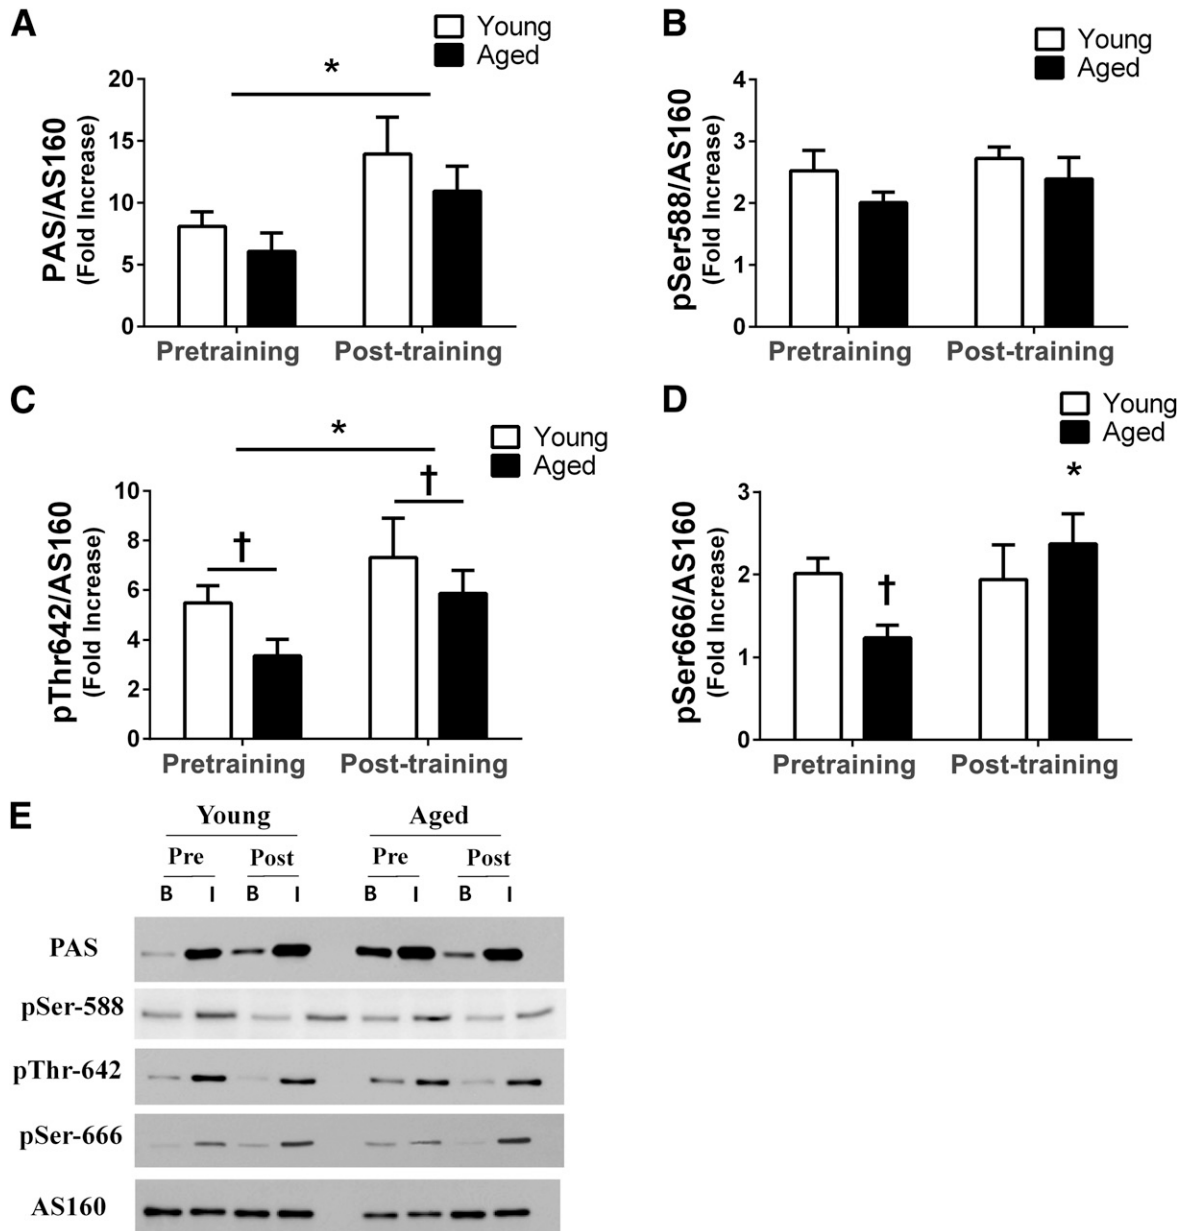 A
Young
Aged
*
20
15
10
5
0
PAS/AS160
(Fold Increase)
Pretraining
Post-training
B
Young
Aged
4
3
2
1
0
pSer588/AS160
(Fold Increase)
Pretraining
Post-training
C
Young
Aged
*
†
†
10
8
6
4
2
0
pThr642/AS160
(Fold Increase)
Pretraining
Post-training
D
Young
Aged
*
†
3
2
1
0
pSer666/AS160
(Fold Increase)
Pretraining
Post-training
E
Young Aged
Pre Post Pre Post
B I B I B I B I
PAS
pSer-588
pThr-642
pSer-666
AS160